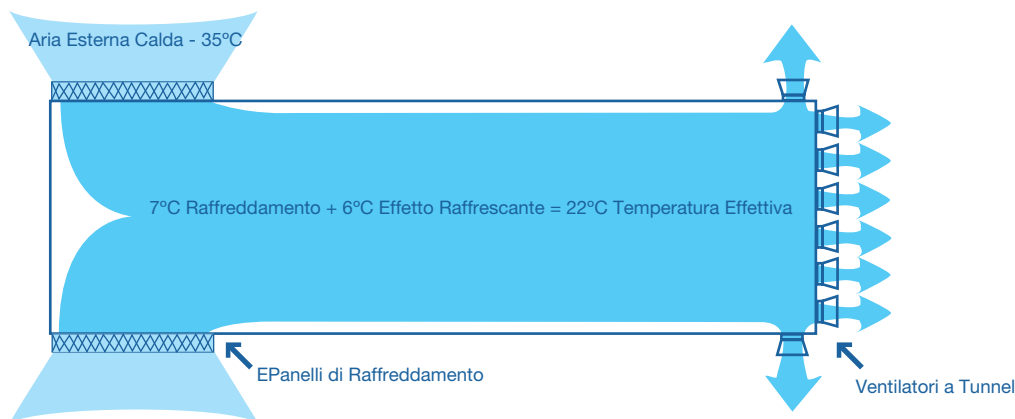 Aria Esterna Calda - 35ºC
7ºC Raffreddamento + 6ºC Effetto Raffrescante = 22ºC Temperatura Effettiva
EPanelli di Raffreddamento
Ventilatori a Tunnel